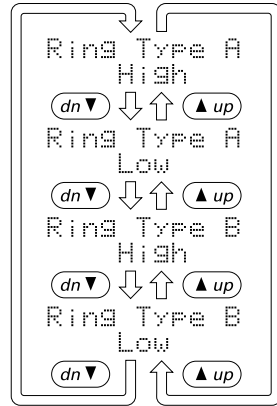 Ring Type A
High
dn▼ ▲ up
Ring Type A
Low
dn▼ ▲ up
Ring Type B
High
dn▼ ▲ up
Ring Type B
Low
dn▼ ▲ up